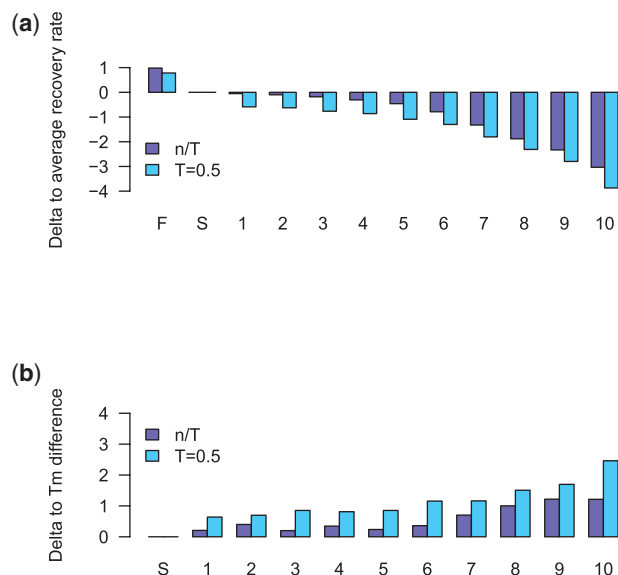 (a)
Delta to average recovery rate
1
0
−1
−2
−3
−4
n/T
T=0.5
F S 1 2 3 4 5 6 7 8 9 10
(b)
Delta to Tm difference
4
3
2
1
0
n/T
T=0.5
S 1 2 3 4 5 6 7 8 9 10